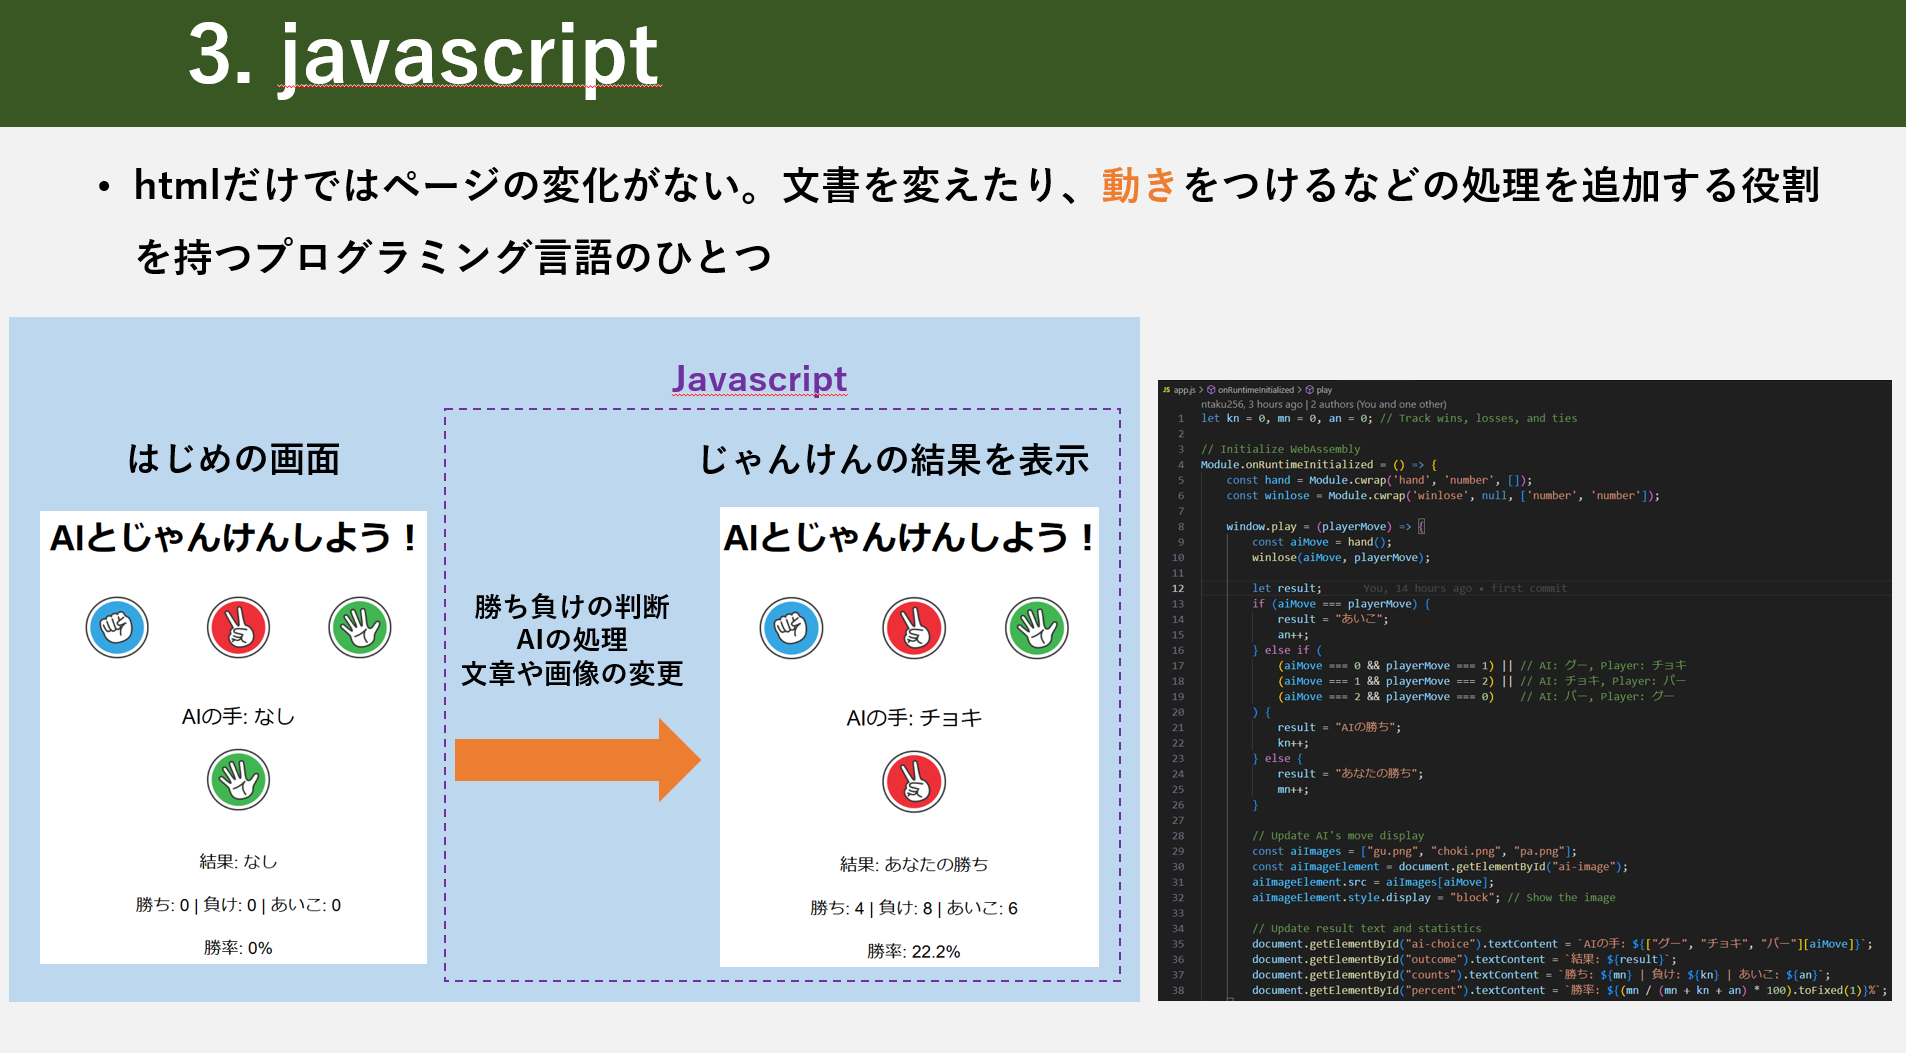 3. javascript
• htmlだけではページの変化がない。文書を変えたり、動きをつけるなどの処理を追加する役割
を持つプログラミング言語のひとつ
Javascript
はじめの画面
じゃんけんの結果を表示
AIとじゃんけんしよう！
AIの手: なし
結果: なし
勝ち: 0 | 負け: 0 | あいこ: 0
勝率: 0%
勝ち負けの判断
AIの処理
文章や画像の変更
AIとじゃんけんしよう！
AIの手: チョキ
結果: あなたの勝ち
勝ち: 4 | 負け: 8 | あいこ: 6
勝率: 22.2%
JS app.js > onRuntimeInitialized > play
ntaku256, 3 hours ago | 2 authors (You and one other)
1 let kn = 0, mn = 0, an = 0; // Track wins, losses, and ties
2
3 // Initialize WebAssembly
4 Module.onRuntimeInitialized = () => {
5 const hand = Module.cwrap('hand', 'number', []);
6 const winlose = Module.cwrap('winlose', null, ['number', 'number']);
7
8 window.play = (playerMove) => {
9 const aiMove = hand();
10 winlose(aiMove, playerMove);
11
12 let result; You, 14 hours ago • first commit
13 if (aiMove === playerMove) {
14 result = "あいこ";
15 an++;
16 } else if (
17 (aiMove === 0 && playerMove === 1) || // AI: グー, Player: チョキ
18 (aiMove === 1 && playerMove === 2) || // AI: チョキ, Player: パー
19 (aiMove === 2 && playerMove === 0) // AI: パー, Player: グー
20 ) {
21 result = "AIの勝ち";
22 kn++;
23 } else {
24 result = "あなたの勝ち";
25 mn++;
26 }
27
28 // Update AI's move display
29 const aiImages = ["gu.png", "choki.png", "pa.png"];
30 const aiImageElement = document.getElementById("ai-image");
31 aiImageElement.src = aiImages[aiMove];
32 aiImageElement.style.display = "block"; // Show the image
33
34 // Update result text and statistics
35 document.getElementById("ai-choice").textContent = `AIの手: ${["グー", "チョキ", "パー"][aiMove]}`;
36 document.getElementById("outcome").textContent = `結果: ${result}`;
37 document.getElementById("counts").textContent = `勝ち: ${mn} | 負け: ${kn} | あいこ: ${an}`;
38 document.getElementById("percent").textContent = `勝率: ${(mn / (mn + kn + an) * 100).toFixed(1)}%`;